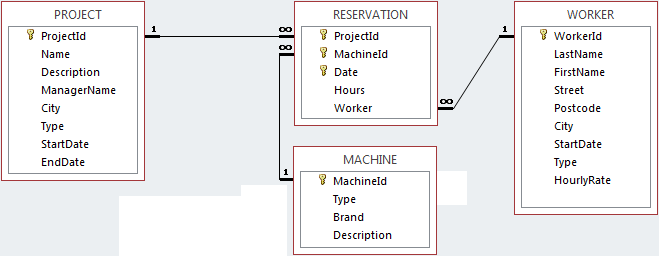 PROJECT
ProjectId
Name
Description
ManagerName
City
Type
StartDate
EndDate
1
∞
∞
RESERVATION
ProjectId
MachineId
Date
Hours
Worker
∞
1
1
MACHINE
MachineId
Type
Brand
Description
WORKER
WorkerId
LastName
FirstName
Street
Postcode
City
StartDate
Type
HourlyRate